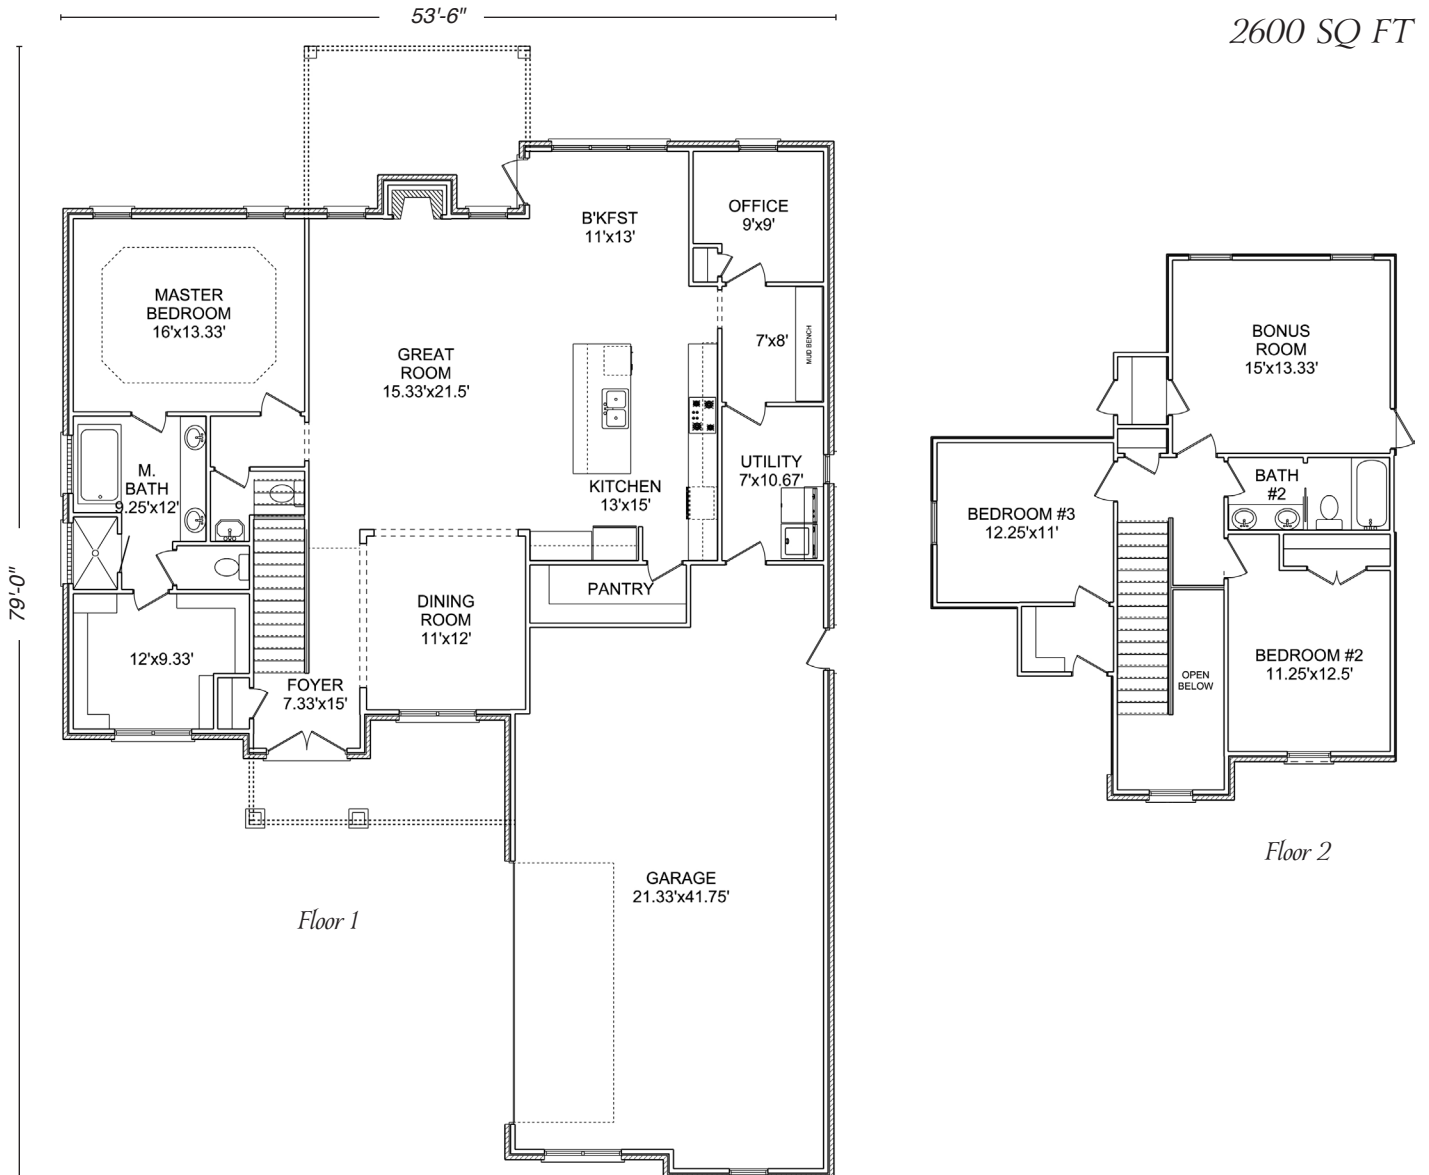 53'-6"
2600 SQ FT
79'-0"
MASTER
BEDROOM
16'x13.33'
GREAT
ROOM
15.33'x21.5'
B'KFST
11'x13'
OFFICE
9'x9'
7'x8'
MUD BENCH
M.
BATH
9.25'x12'
KITCHEN
13'x15'
UTILITY
7'x10.67'
PANTRY
DINING
ROOM
11'x12'
12'x9.33'
FOYER
7.33'x15'
GARAGE
21.33'x41.75'
Floor 1
BONUS
ROOM
15'x13.33'
BATH
#2
BEDROOM #3
12.25'x11'
BEDROOM #2
11.25'x12.5'
OPEN
BELOW
Floor 2